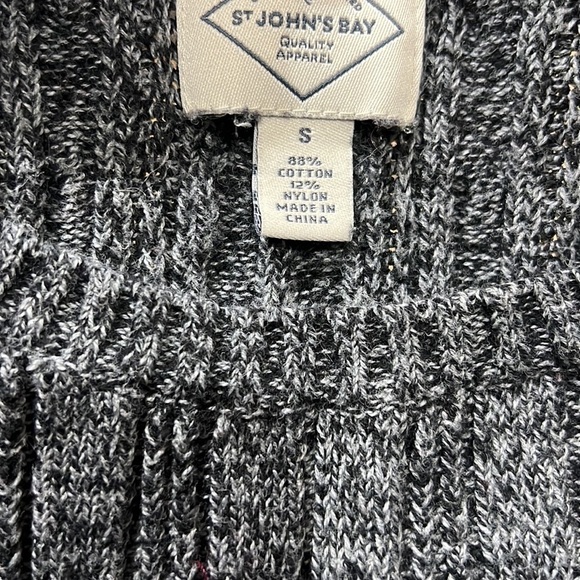 ST JOHN'S BAY
QUALITY
APPAREL
S
88%
COTTON
12%
NYLON
MADE IN
CHINA